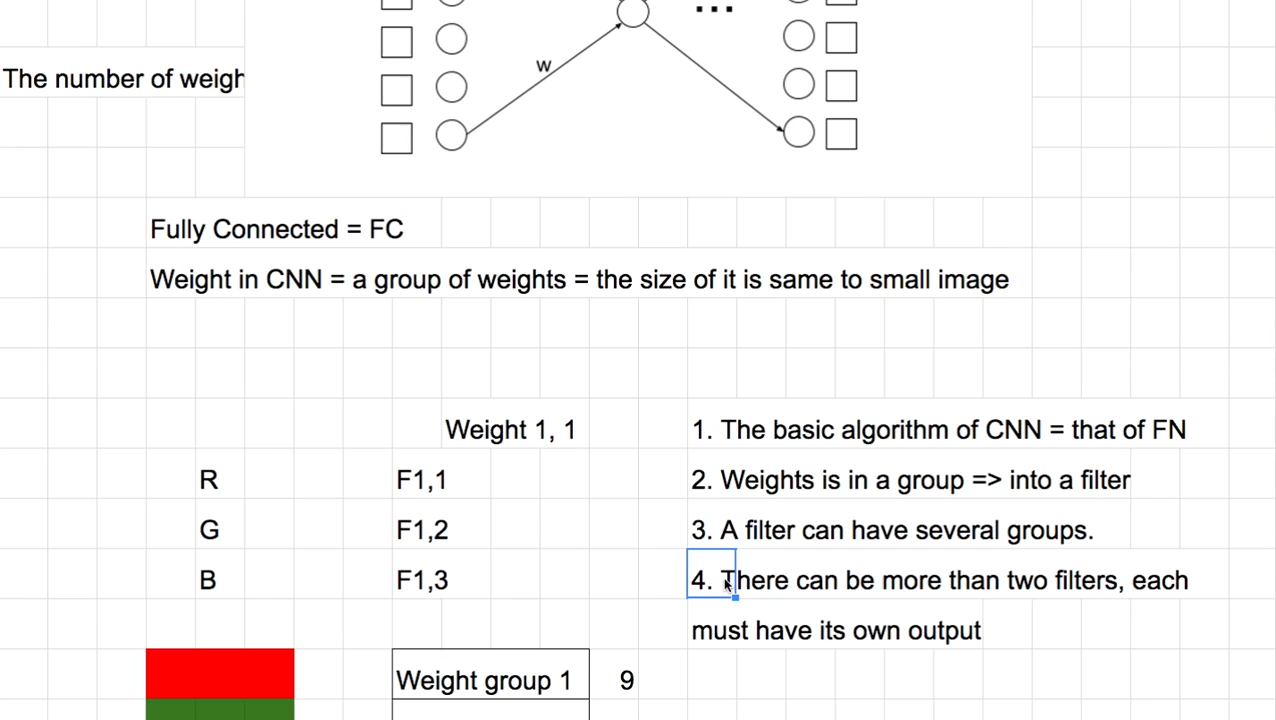 ...
w
The number of weigh
Fully Connected = FC
Weight in CNN = a group of weights = the size of it is same to small image
Weight 1, 1
1. The basic algorithm of CNN = that of FN
R
F1,1
2. Weights is in a group => into a filter
G
F1,2
3. A filter can have several groups.
B
F1,3
4. There can be more than two filters, each
must have its own output
Weight group 1
9